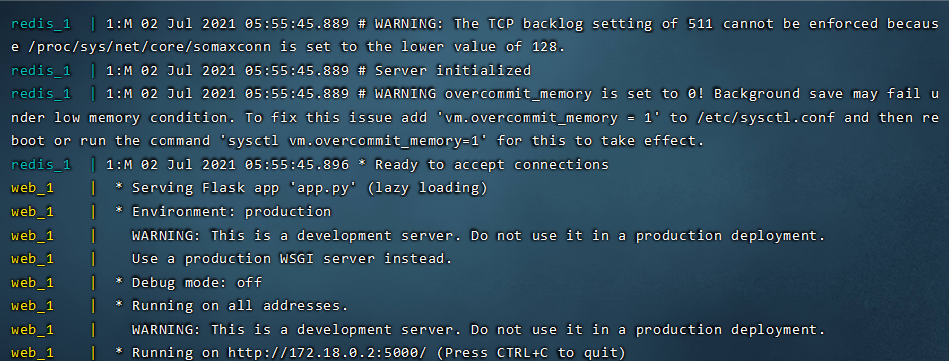 redis_1  | 1:M 02 Jul 2021 05:55:45.889 # WARNING: The TCP backlog setting of 511 cannot be enforced becaus
e /proc/sys/net/core/somaxconn is set to the lower value of 128.
redis_1  | 1:M 02 Jul 2021 05:55:45.889 # Server initialized
redis_1  | 1:M 02 Jul 2021 05:55:45.889 # WARNING overcommit_memory is set to 0! Background save may fail u
nder low memory condition. To fix this issue add 'vm.overcommit_memory = 1' to /etc/sysctl.conf and then re
boot or run the command 'sysctl vm.overcommit_memory=1' for this to take effect.
redis_1  | 1:M 02 Jul 2021 05:55:45.896 * Ready to accept connections
web_1    |  * Serving Flask app 'app.py' (lazy loading)
web_1    |  * Environment: production
web_1    |    WARNING: This is a development server. Do not use it in a production deployment.
web_1    |    Use a production WSGI server instead.
web_1    |  * Debug mode: off
web_1    |  * Running on all addresses.
web_1    |    WARNING: This is a development server. Do not use it in a production deployment.
web_1    |  * Running on http://172.18.0.2:5000/ (Press CTRL+C to quit)